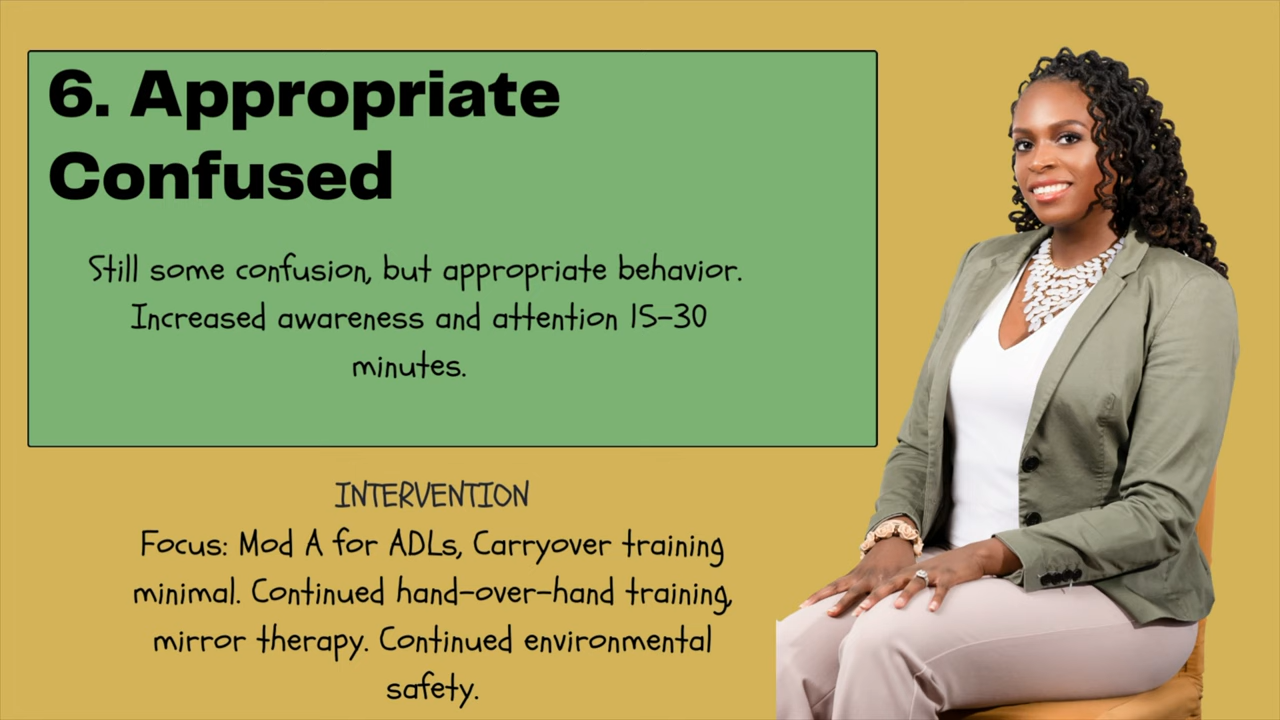 6. Appropriate
Confused
Still some confusion, but appropriate behavior.
Increased awareness and attention 15-30
minutes.
INTERVENTION
Focus: Mod A for ADLs, Carryover training
minimal. Continued hand-over-hand training,
mirror therapy. Continued environmental
safety.